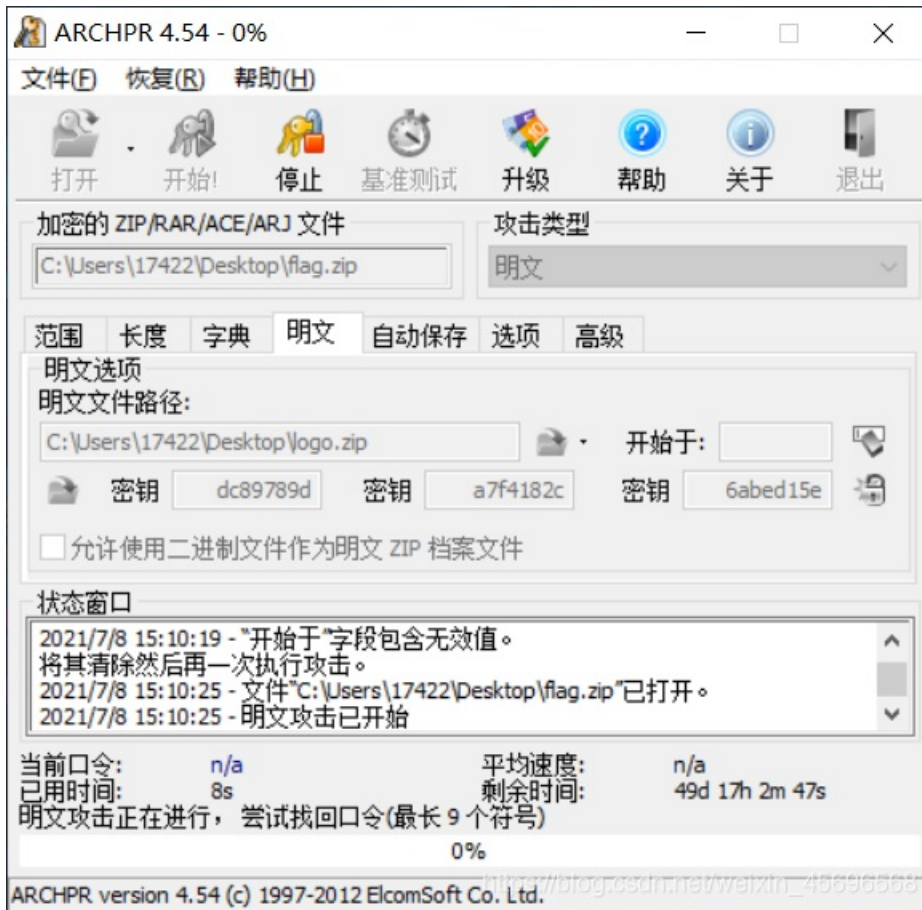 ARCHPR 4.54 - 0%
文件(F) 恢复(R) 帮助(H)
打开 开始! 停止 基准测试 升级 帮助 关于 退出
加密的 ZIP/RAR/ACE/ARJ 文件 攻击类型
C:\Users\17422\Desktop\flag.zip 明文
范围 长度 字典 明文 自动保存 选项 高级
明文选项
明文文件路径:
C:\Users\17422\Desktop\logo.zip 开始于:
密钥 dc89789d 密钥 a7f4182c 密钥 6abed15e
允许使用二进制文件作为明文 ZIP 档案文件
状态窗口
2021/7/8 15:10:19 - "开始于"字段包含无效值。
将其清除然后再一次执行攻击。
2021/7/8 15:10:25 - 文件"C:\Users\17422\Desktop\flag.zip"已打开。
2021/7/8 15:10:25 - 明文攻击已开始
当前口令: n/a 平均速度: n/a
已用时间: 8s 剩余时间: 49d 17h 2m 47s
明文攻击正在进行，尝试找回口令(最长 9 个符号)
0%
https://blog.csdn.net/weixin_45696568
ARCHPR version 4.54 (c) 1997-2012 ElcomSoft Co. Ltd.